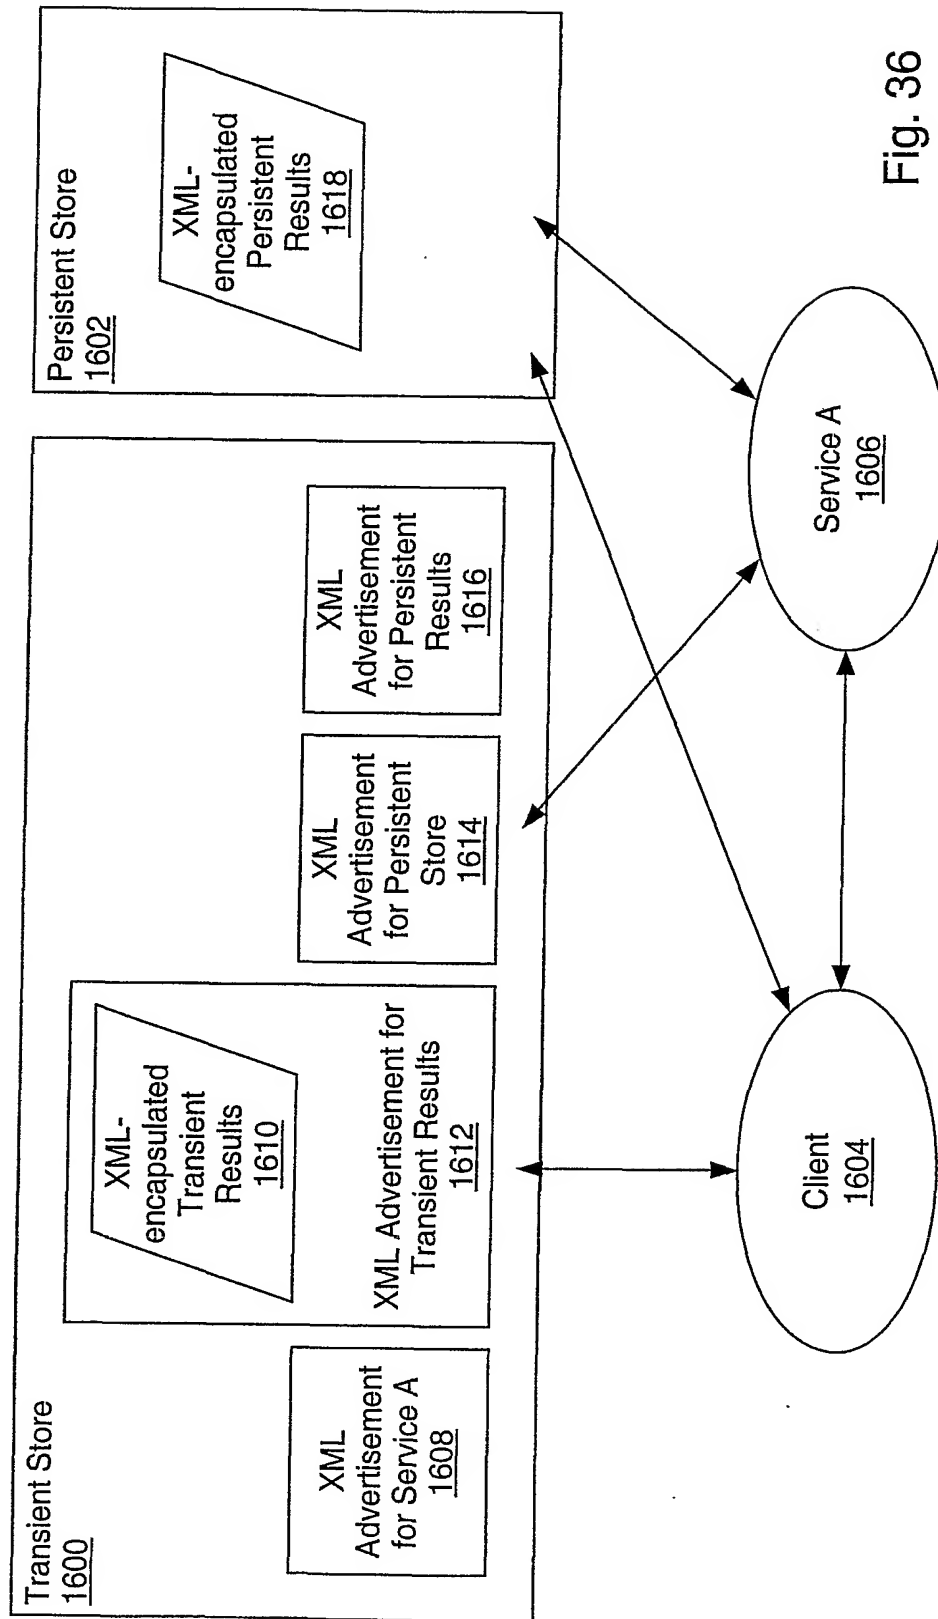 Transient Store
1600
XML
Advertisement
for Service A
1608
XML-
encapsulated
Transient
Results
1610
XML Advertisement for
Transient Results
1612
XML
Advertisement
for Persistent
Store
1614
XML
Advertisement
for Persistent
Results
1616
Persistent Store
1602
XML-
encapsulated
Persistent
Results
1618
Client
1604
Service A
1606
Fig. 36